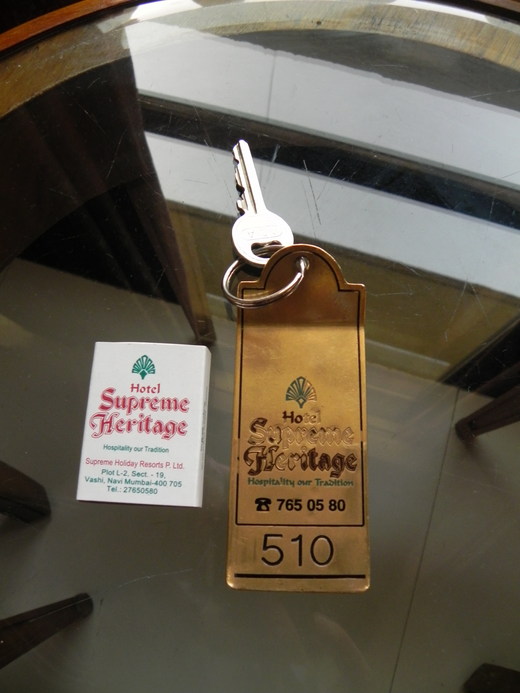 Hotel
Supreme
Heritage
Hospitality our Tradition
Supreme Holiday Resorts P. Ltd.
Plot L-2, Sect. - 19,
Vashi, Navi Mumbai-400 705
Tel.: 27650580
Hotel
Supreme
Heritage
Hospitality our Tradition
☎ 765 05 80
510